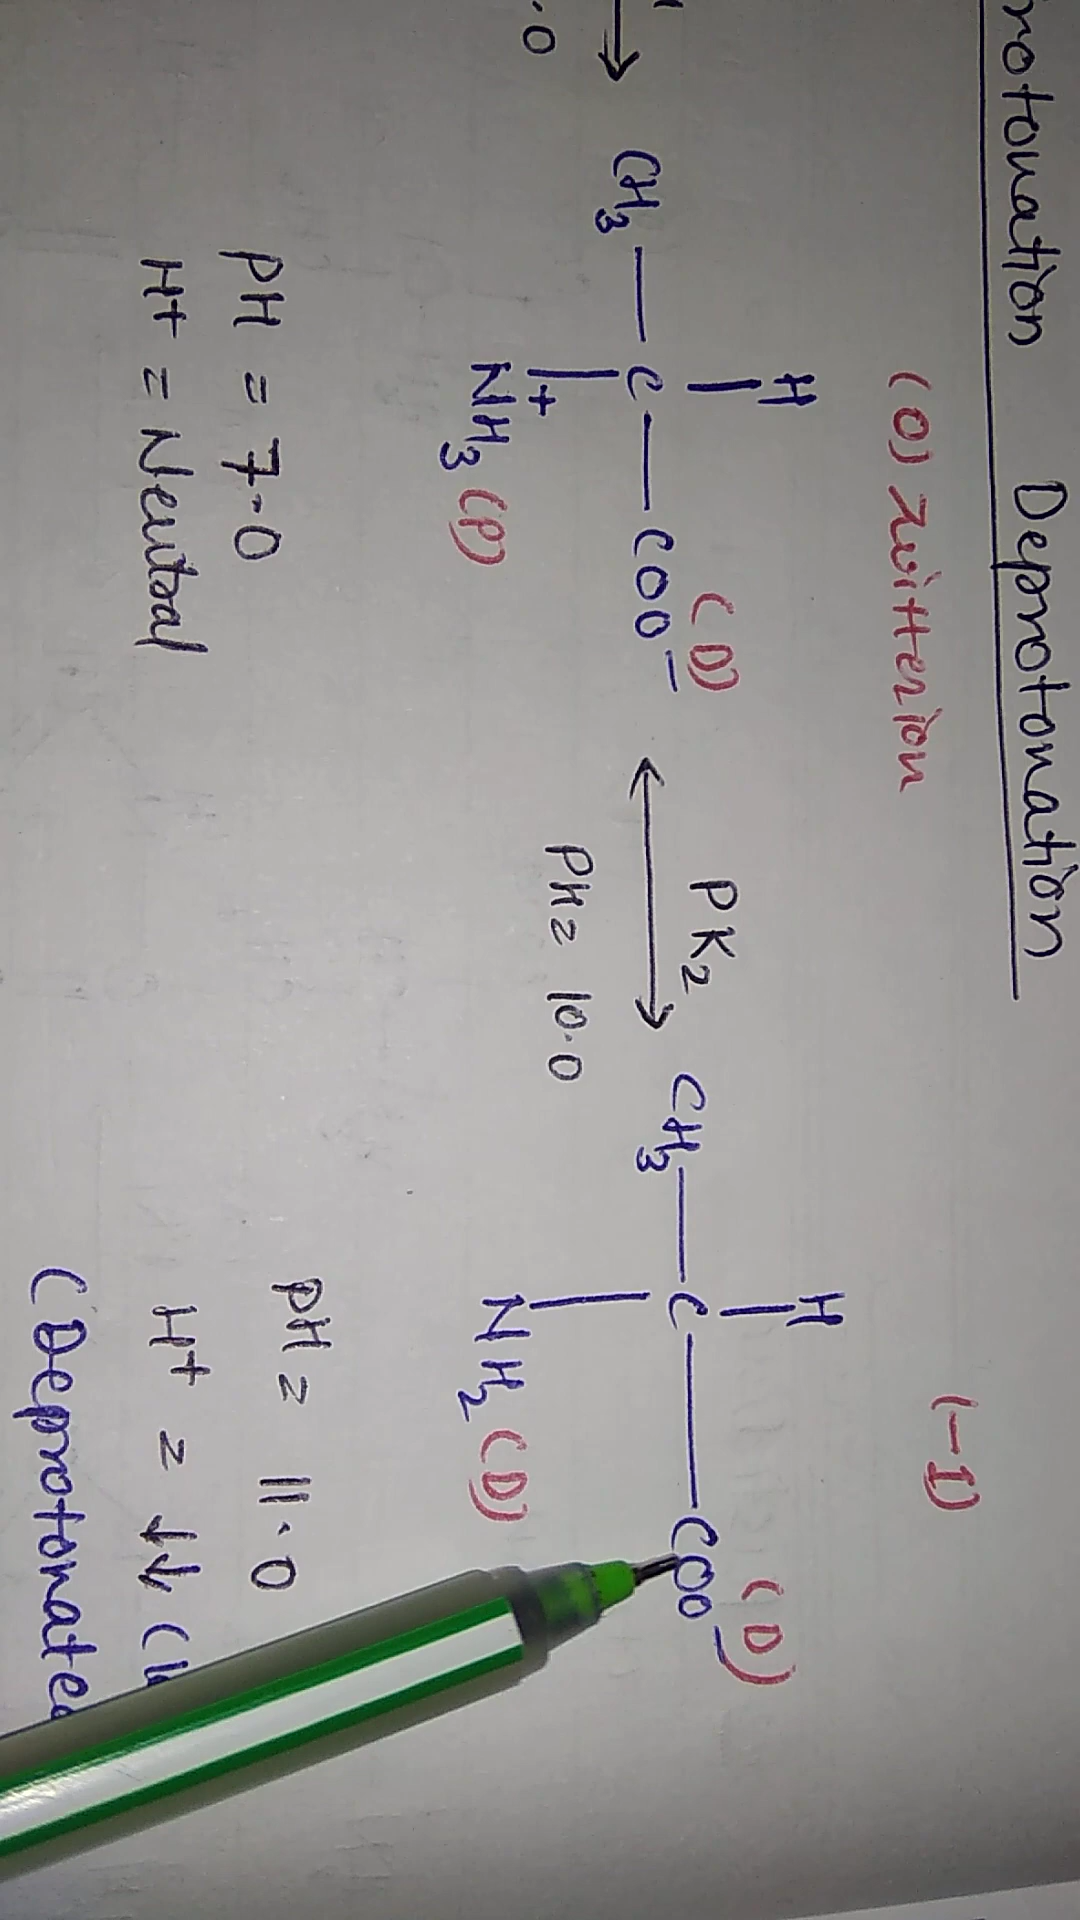 rotonation Deprotonation
(0) zwitterion
(-1)
H
H
(D)
(D)
PK2
CH3 — C — COO-
CH3 — C — COO-
.0
PH = 10.0
+
NH3 (P)
NH2 (D)
PH = 7.0
PH = 11.0
H+ = Neutral
H+ = ↓↓ (
(Deprotonate